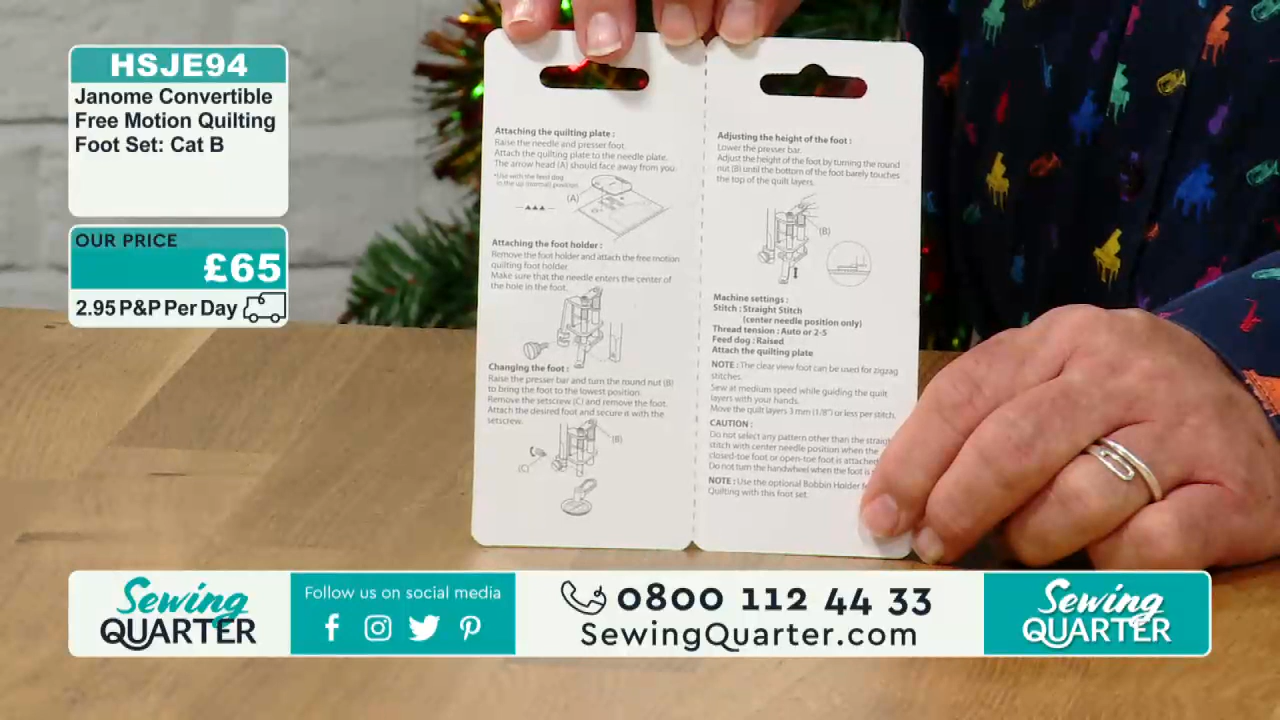 HSJE94
Janome Convertible
Free Motion Quilting
Foot Set: Cat B
OUR PRICE
£65
2.95 P&P Per Day
Attaching the quilting plate :
Raise the needle and presser foot.
Attach the quilting plate to the needle plate.
The arrow head (A) should face away from you.
*Use with the feed dog
in the up (normal) position.
(A)
Attaching the foot holder :
Remove the foot holder and attach the free motion
quilting foot holder.
Make sure that the needle enters the center of
the hole in the foot.
Changing the foot :
Raise the presser bar and turn the round nut (B)
to bring the foot to the lowest position.
Remove the setscrew (C) and remove the foot.
Attach the desired foot and secure it with the
setscrew.
(B)
(C)
Adjusting the height of the foot :
Lower the presser bar.
Adjust the height of the foot by turning the round
nut (B) until the bottom of the foot barely touches
the top of the quilt layers.
(B)
Machine settings :
Stitch : Straight Stitch
(center needle position only)
Thread tension : Auto or 2-5
Feed dog : Raised
Attach the quilting plate
NOTE : The clear view foot can be used for zigzag
stitches.
Sew at medium speed while guiding the quilt
layers with your hands.
Move the quilt layers 3 mm (1/8") or less per stitch.
CAUTION :
Do not select any pattern other than the straigh
stitch with center needle position when the
closed-toe foot or open-toe foot is attached
Do not turn the handwheel when the foot is
NOTE : Use the optional Bobbin Holder
Quilting with this foot set.
Sewing
QUARTER
Follow us on social media
0800 112 44 33
SewingQuarter.com
Sewing
QUARTER